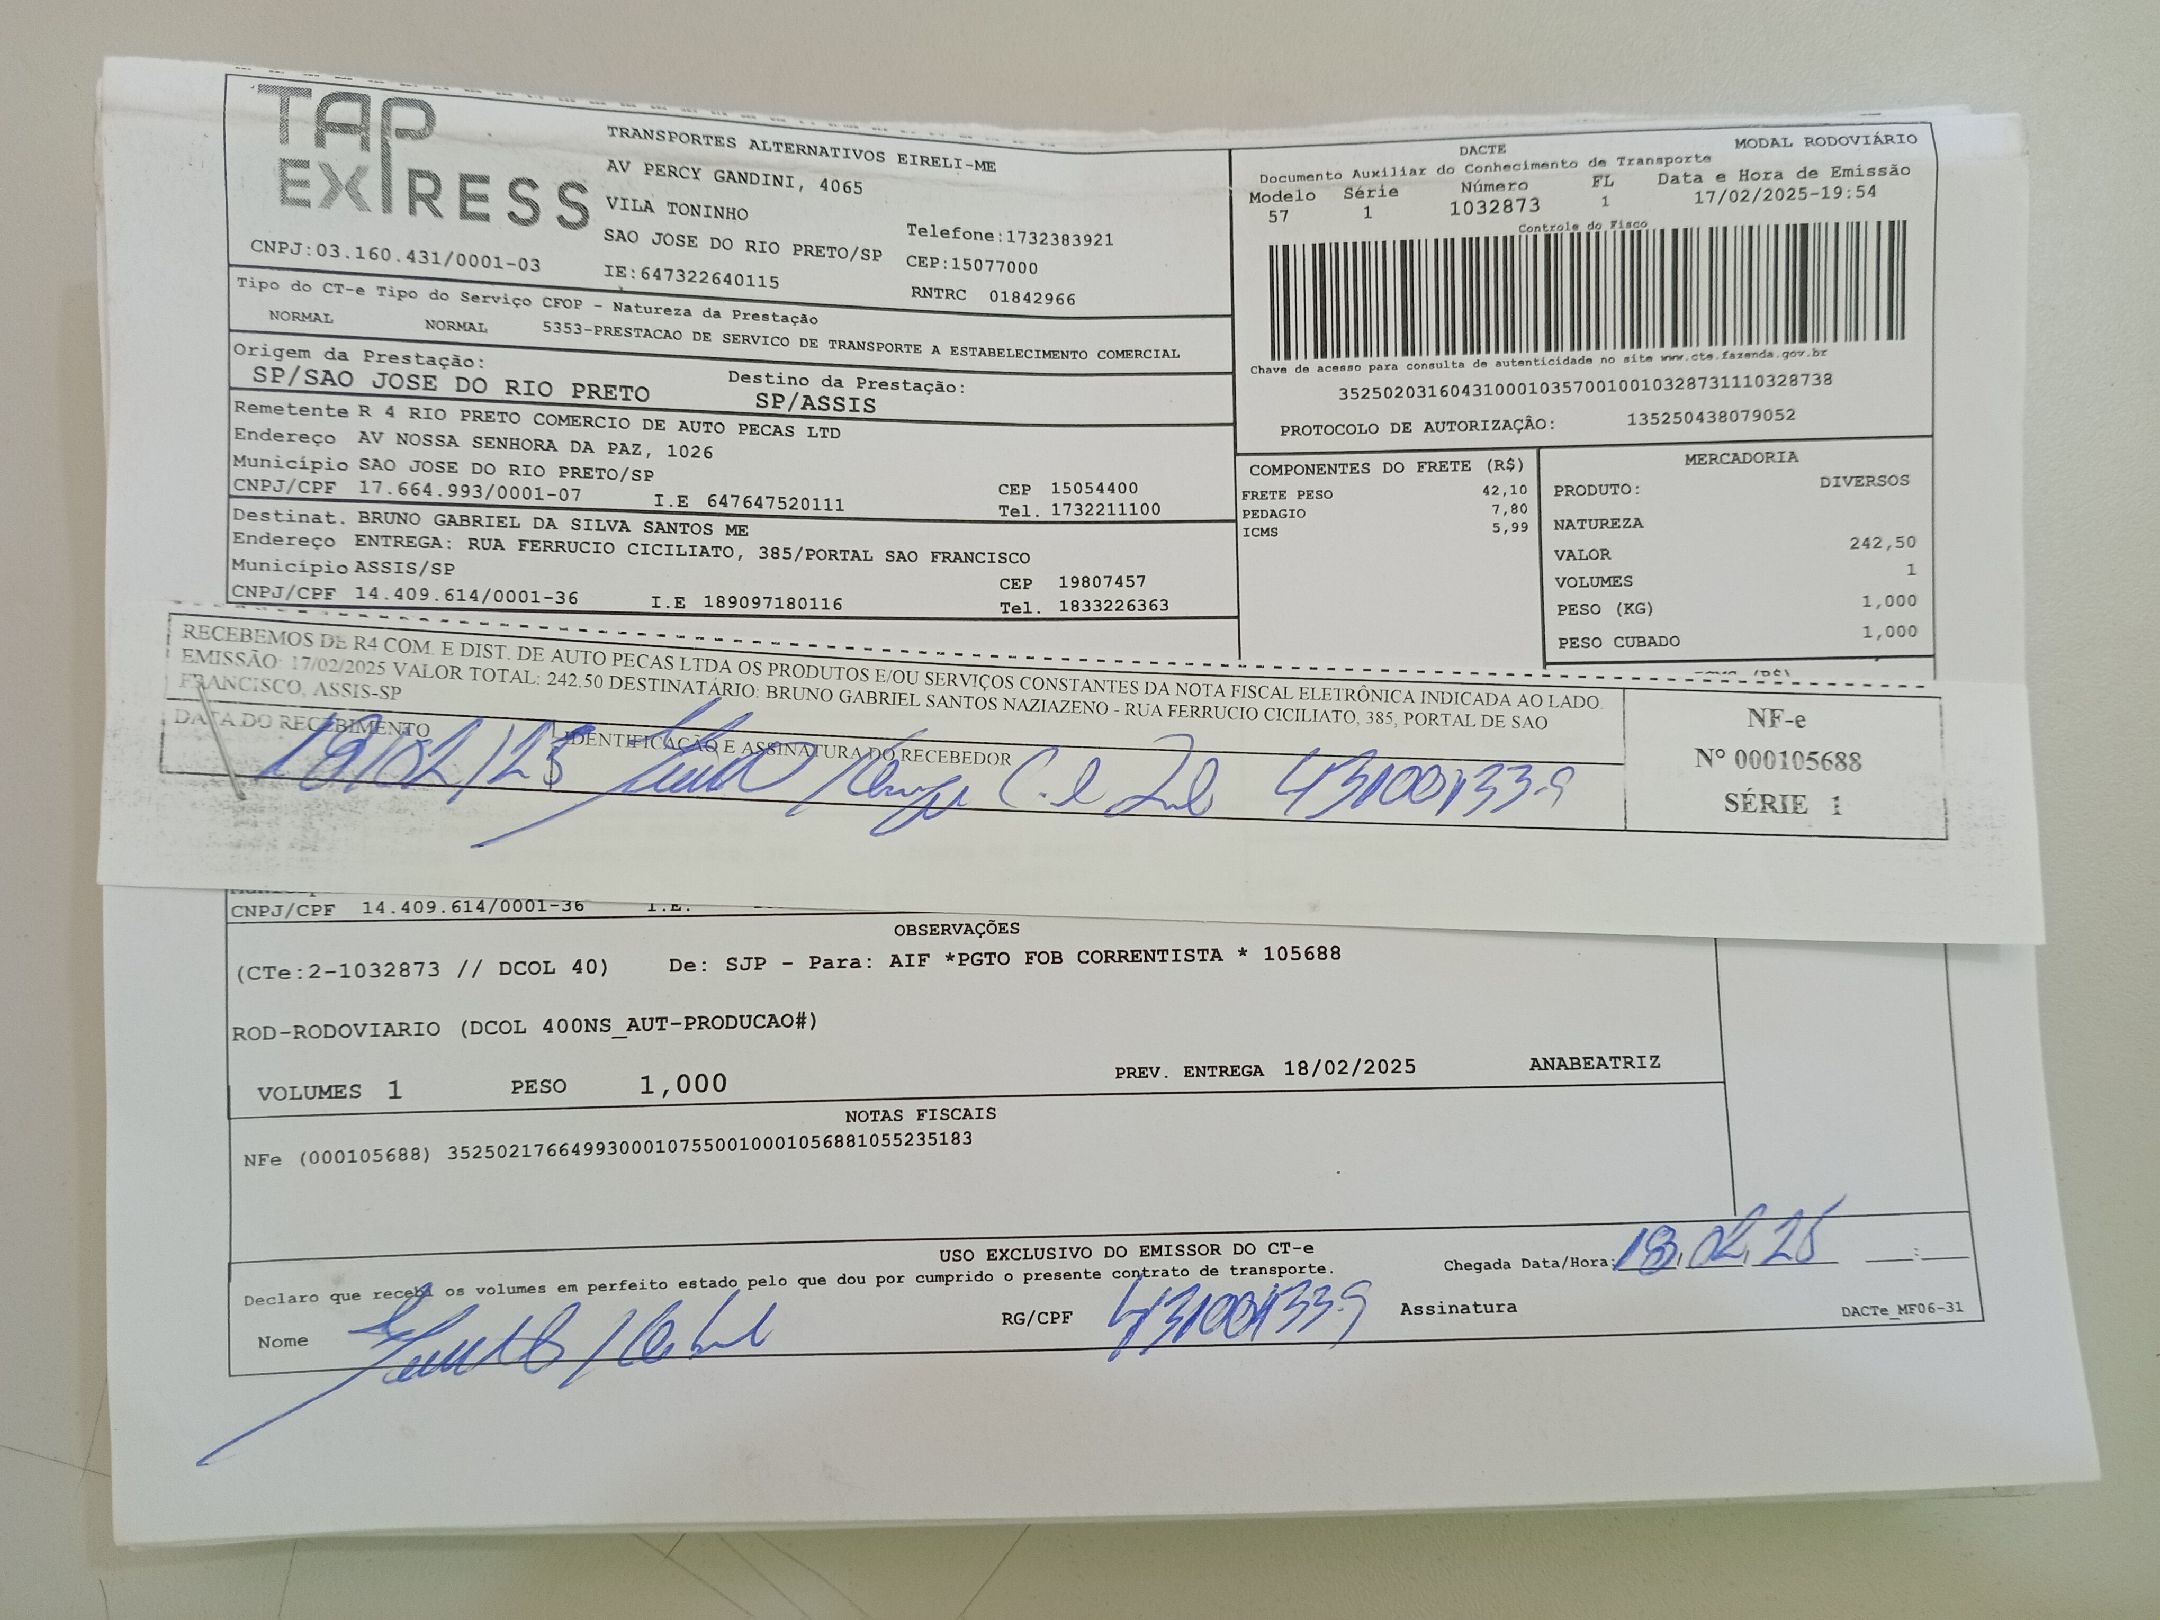 TAP EXPRESS
TRANSPORTES ALTERNATIVOS EIRELI-ME
AV PERCY GANDINI, 4065
VILA TONINHO
SAO JOSE DO RIO PRETO/SP
Telefone:1732383921
CEP:15077000
CNPJ:03.160.431/0001-03
IE:647322640115
RNTRC 01842966
DACTE
MODAL RODOVIÁRIO
Documento Auxiliar do Conhecimento de Transporte
Modelo Série Número FL Data e Hora de Emissão
57 1 1032873 1 17/02/2025-19:54
Controle do Fisco
Chave de acesso para consulta de autenticidade no site www.cte.fazenda.gov.br
35250203160431000103570010010328731110328738
PROTOCOLO DE AUTORIZAÇÃO: 135250438079052
Tipo do CT-e Tipo do Serviço CFOP - Natureza da Prestação
NORMAL NORMAL 5353-PRESTACAO DE SERVICO DE TRANSPORTE A ESTABELECIMENTO COMERCIAL
Origem da Prestação:
SP/SAO JOSE DO RIO PRETO
Destino da Prestação:
SP/ASSIS
Remetente R 4 RIO PRETO COMERCIO DE AUTO PECAS LTD
Endereço AV NOSSA SENHORA DA PAZ, 1026
Município SAO JOSE DO RIO PRETO/SP
CEP 15054400
CNPJ/CPF 17.664.993/0001-07 I.E 647647520111
Tel. 1732211100
Destinat. BRUNO GABRIEL DA SILVA SANTOS ME
Endereço ENTREGA: RUA FERRUCIO CICILIATO, 385/PORTAL SAO FRANCISCO
Município ASSIS/SP
CEP 19807457
CNPJ/CPF 14.409.614/0001-36 I.E 189097180116
Tel. 1833226363
COMPONENTES DO FRETE (R$)
FRETE PESO 42,10
PEDAGIO 7,80
ICMS 5,99
MERCADORIA
PRODUTO: DIVERSOS
NATUREZA
VALOR 242,50
VOLUMES 1
PESO (KG) 1,000
PESO CUBADO 1,000
RECEBEMOS DE R4 COM. E DIST. DE AUTO PECAS LTDA OS PRODUTOS E/OU SERVIÇOS CONSTANTES DA NOTA FISCAL ELETRÔNICA INDICADA AO LADO.
EMISSÃO: 17/02/2025 VALOR TOTAL: 242.50 DESTINATÁRIO: BRUNO GABRIEL SANTOS NAZIAZENO - RUA FERRUCIO CICILIATO, 385, PORTAL DE SAO
FRANCISCO, ASSIS-SP
DATA DO RECEBIMENTO
IDENTIFICAÇÃO E ASSINATURA DO RECEBEDOR
18/02/25
NF-e
Nº 000105688
SÉRIE 1
CNPJ/CPF 14.409.614/0001-36 I.E.
OBSERVAÇÕES
(CTe:2-1032873 // DCOL 40) De: SJP - Para: AIF *PGTO FOB CORRENTISTA * 105688
ROD-RODOVIARIO (DCOL 400NS_AUT-PRODUCAO#)
VOLUMES 1 PESO 1,000 PREV. ENTREGA 18/02/2025 ANABEATRIZ
NOTAS FISCAIS
NFe (000105688) 35250217664993000107550010001056881055235183
USO EXCLUSIVO DO EMISSOR DO CT-e
Declaro que recebi os volumes em perfeito estado pelo que dou por cumprido o presente contrato de transporte.
Chegada Data/Hora: 18,02,25 :
Nome
RG/CPF
Assinatura
DACTe_MF06-31